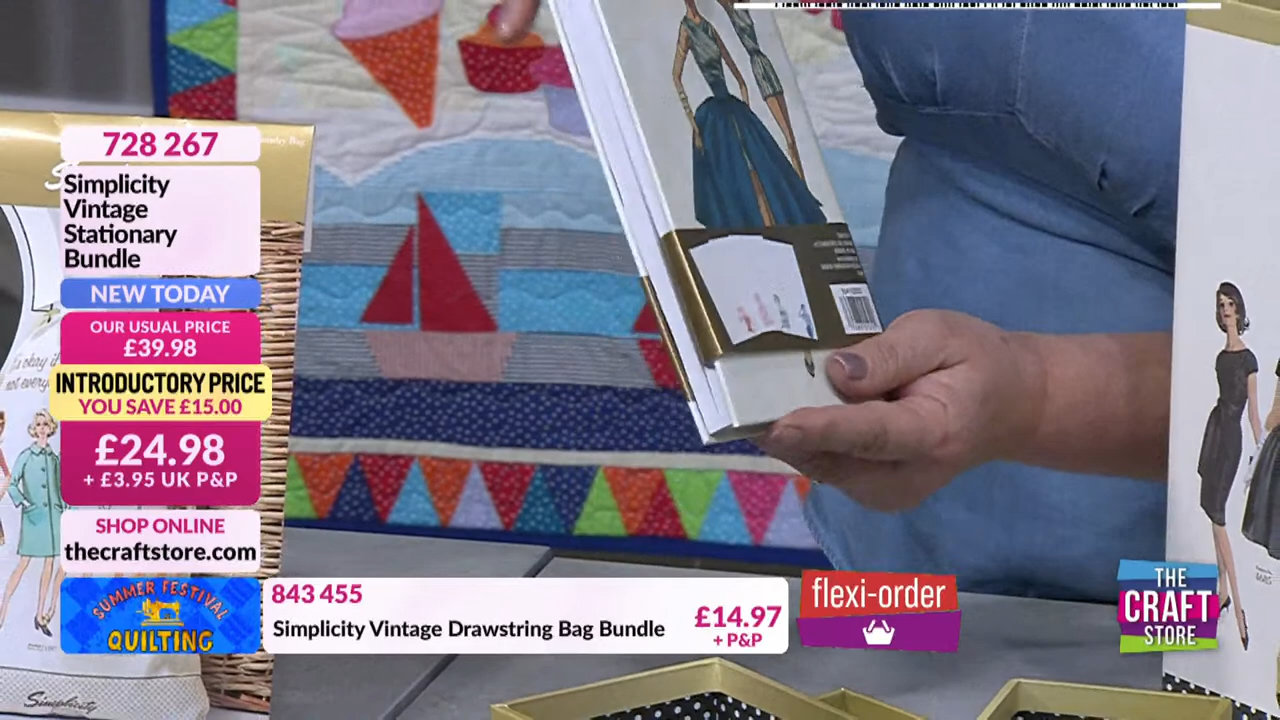 728 267
Simplicity
Vintage
Stationary
Bundle
NEW TODAY
OUR USUAL PRICE
£39.98
INTRODUCTORY PRICE
YOU SAVE £15.00
£24.98
+ £3.95 UK P&P
SHOP ONLINE
thecraftstore.com
SUMMER FESTIVAL
QUILTING
843 455
Simplicity Vintage Drawstring Bag Bundle
£14.97
+ P&P
flexi-order
THE
CRAFT
STORE
Simplicity